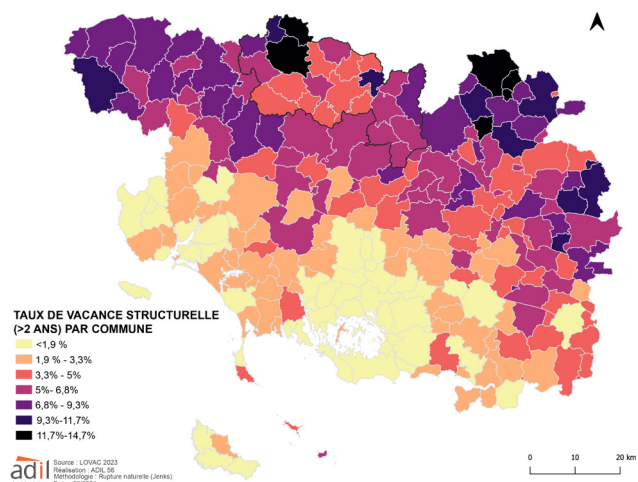 TAUX DE VACANCE STRUCTURELLE
(>2 ANS) PAR COMMUNE
<1,9 %
1,9 % - 3,3%
3,3% - 5%
5%- 6,8%
6,8%- 9,3%
9,3%-11,7%
11,7%-14,7%
adil
Source : LOVAC 2023
Réalisation : ADIL 56
Méthodologie : Rupture naturelle (Jenks)
0 10 20 km